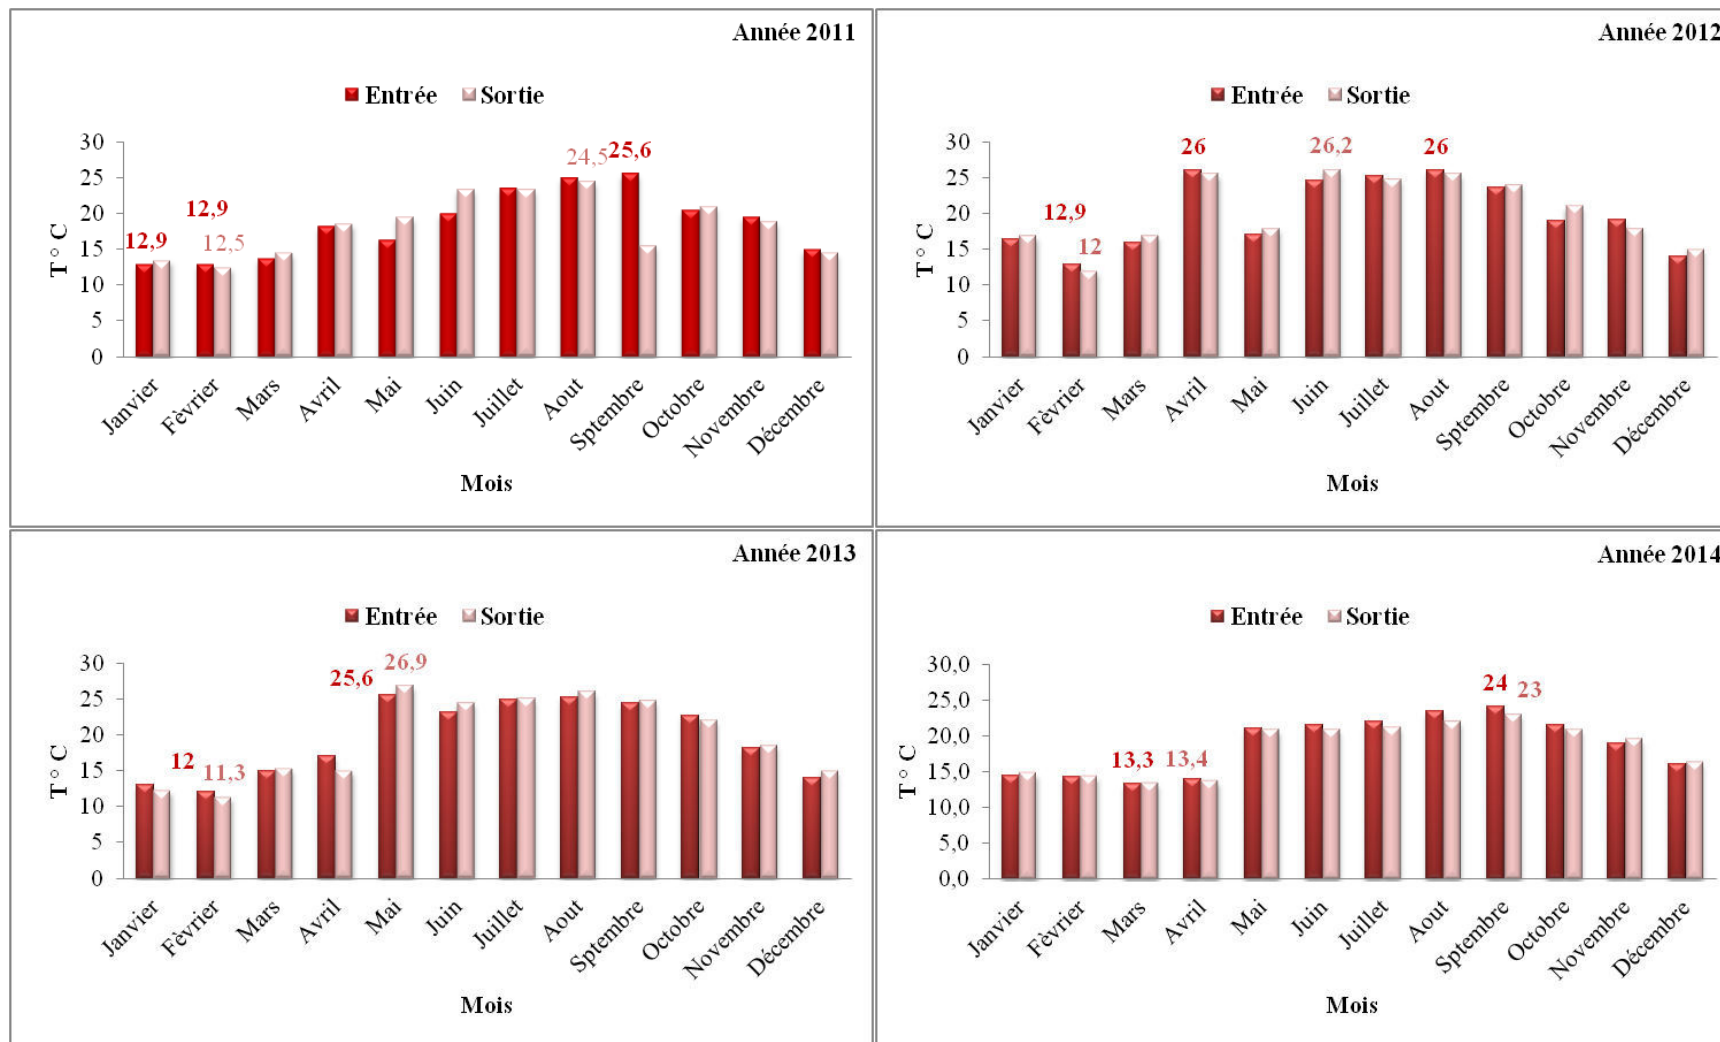 Année 2011
Entrée Sortie
T° C
30
25
20
15
10
5
0
12,9
12,9
12,5
24,5
25,6
Janvier
Fèvrier
Mars
Avril
Mai
Juin
Juillet
Aout
Sptembre
Octobre
Novembre
Décembre
Mois
Année 2012
Entrée Sortie
T° C
30
25
20
15
10
5
0
12,9
12
26
26,2
26
Janvier
Fèvrier
Mars
Avril
Mai
Juin
Juillet
Aout
Sptembre
Octobre
Novembre
Décembre
Mois
Année 2013
Entrée Sortie
T° C
30
25
20
15
10
5
0
12
11,3
25,6
26,9
Janvier
Fèvrier
Mars
Avril
Mai
Juin
Juillet
Aout
Sptembre
Octobre
Novembre
Décembre
Mois
Année 2014
Entrée Sortie
T° C
30,0
25,0
20,0
15,0
10,0
5,0
0,0
13,3
13,4
24
23
Janvier
Fèvrier
Mars
Avril
Mai
Juin
Juillet
Aout
Sptembre
Octobre
Novembre
Décembre
Mois